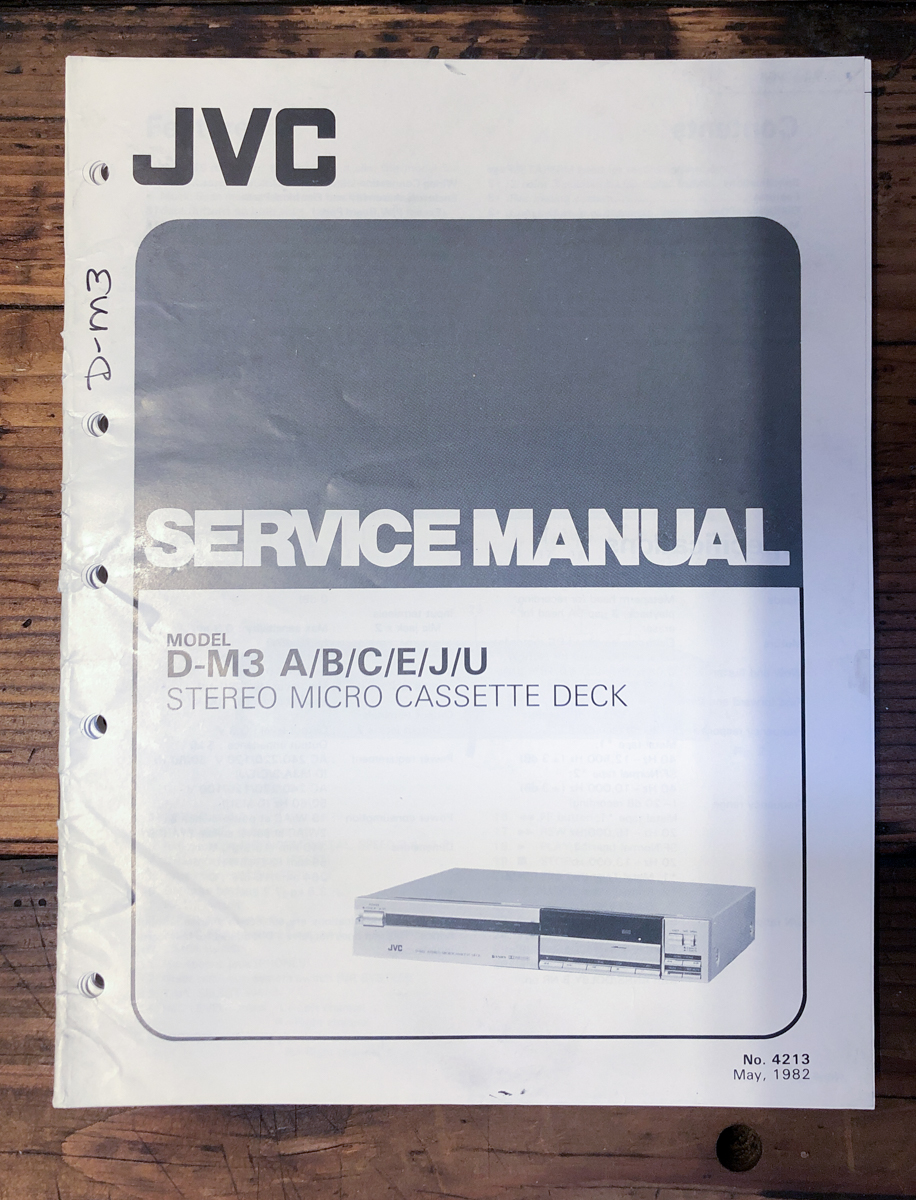 JVC
D-M3
SERVICE MANUAL
MODEL
D-M3 A/B/C/E/J/U
STEREO MICRO CASSETTE DECK
JVC
No. 4213
May, 1982